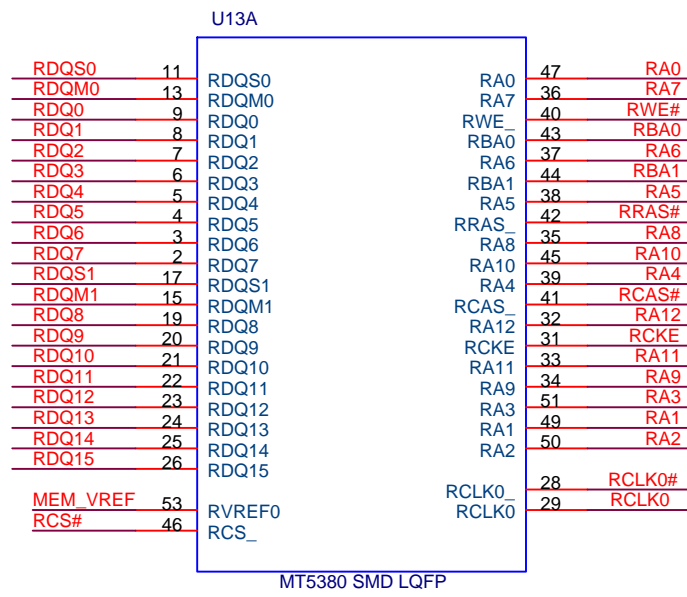 U13A
RDQS0 11 RDQS0 RA0 47 RA0
RDQM0 13 RDQM0 RA7 36 RA7
RDQ0 9 RDQ0 RWE_ 40 RWE#
RDQ1 8 RDQ1 RBA0 43 RBA0
RDQ2 7 RDQ2 RA6 37 RA6
RDQ3 6 RDQ3 RBA1 44 RBA1
RDQ4 5 RDQ4 RA5 38 RA5
RDQ5 4 RDQ5 RRAS_ 42 RRAS#
RDQ6 3 RDQ6 RA8 35 RA8
RDQ7 2 RDQ7 RA10 45 RA10
RDQS1 17 RDQS1 RA4 39 RA4
RDQM1 15 RDQM1 RCAS_ 41 RCAS#
RDQ8 19 RDQ8 RA12 32 RA12
RDQ9 20 RDQ9 RCKE 31 RCKE
RDQ10 21 RDQ10 RA11 33 RA11
RDQ11 22 RDQ11 RA9 34 RA9
RDQ12 23 RDQ12 RA3 51 RA3
RDQ13 24 RDQ13 RA1 49 RA1
RDQ14 25 RDQ14 RA2 50 RA2
RDQ15 26 RDQ15
RCLK0_ 28 RCLK0#
MEM_VREF 53 RVREF0 RCLK0 29 RCLK0
RCS# 46 RCS_
MT5380 SMD LQFP